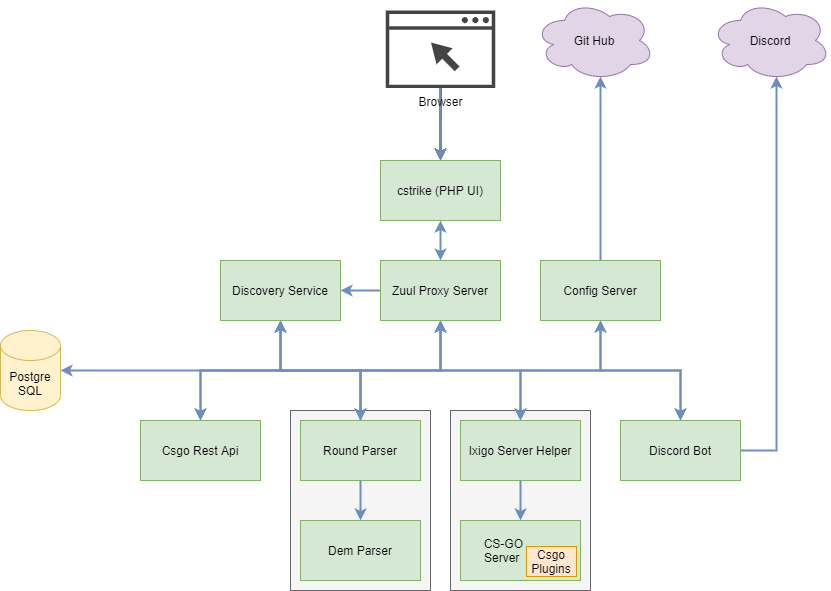 Git Hub
Discord
Browser
cstrike (PHP UI)
Discovery Service
Zuul Proxy Server
Config Server
Postgre
SQL
Csgo Rest Api
Round Parser
Ixigo Server Helper
Discord Bot
Dem Parser
CS-GO
Server
Csgo
Plugins